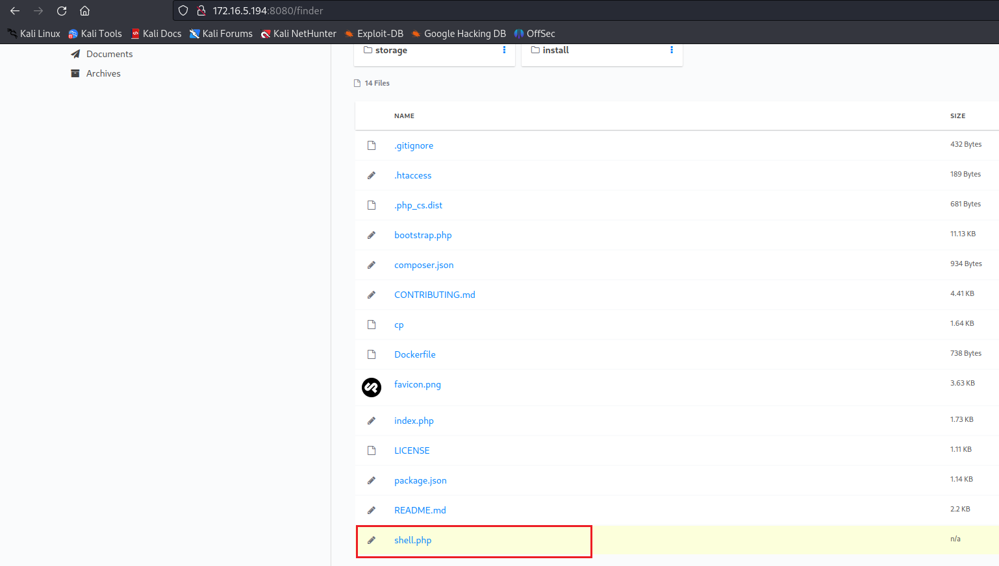 172.16.5.194:8080/finder
Kali Linux Kali Tools Kali Docs Kali Forums Kali NetHunter Exploit-DB Google Hacking DB OffSec
Documents
Archives
storage install
14 Files
NAME SIZE
.gitignore 432 Bytes
.htaccess 189 Bytes
.php_cs.dist 681 Bytes
bootstrap.php 11.13 KB
composer.json 934 Bytes
CONTRIBUTING.md 4.41 KB
cp 1.64 KB
Dockerfile 738 Bytes
favicon.png 3.63 KB
index.php 1.73 KB
LICENSE 1.11 KB
package.json 1.14 KB
README.md 2.2 KB
shell.php n/a